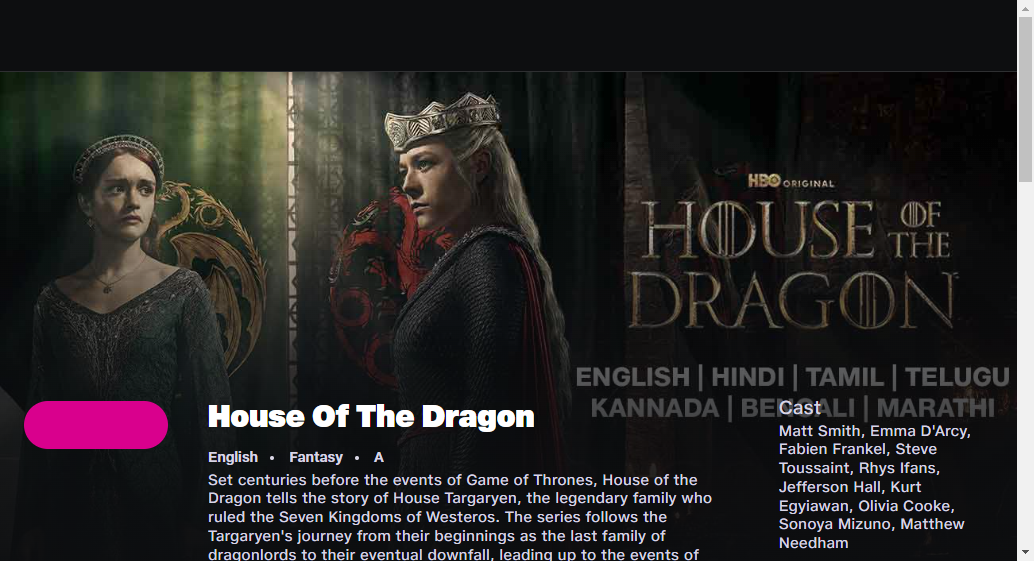 HBO ORIGINAL
HOUSE OF THE
DRAGON
ENGLISH | HINDI | TAMIL | TELUGU
KANNADA | BENGALI | MARATHI
House Of The Dragon
English • Fantasy • A
Set centuries before the events of Game of Thrones, House of the
Dragon tells the story of House Targaryen, the legendary family who
ruled the Seven Kingdoms of Westeros. The series follows the
Targaryen's journey from their beginnings as the last family of
dragonlords to their eventual downfall, leading up to the events of
Cast
Matt Smith, Emma D'Arcy,
Fabien Frankel, Steve
Toussaint, Rhys Ifans,
Jefferson Hall, Kurt
Egyiawan, Olivia Cooke,
Sonoya Mizuno, Matthew
Needham